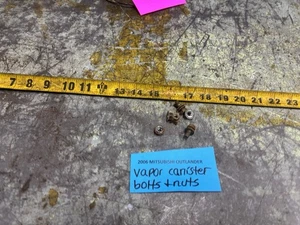 7 8 9 10 11 13 14 15 17 18 19 20 21 22 23
2006 MITSUBISHI OUTLANDER
vapor canister
bolts + nuts